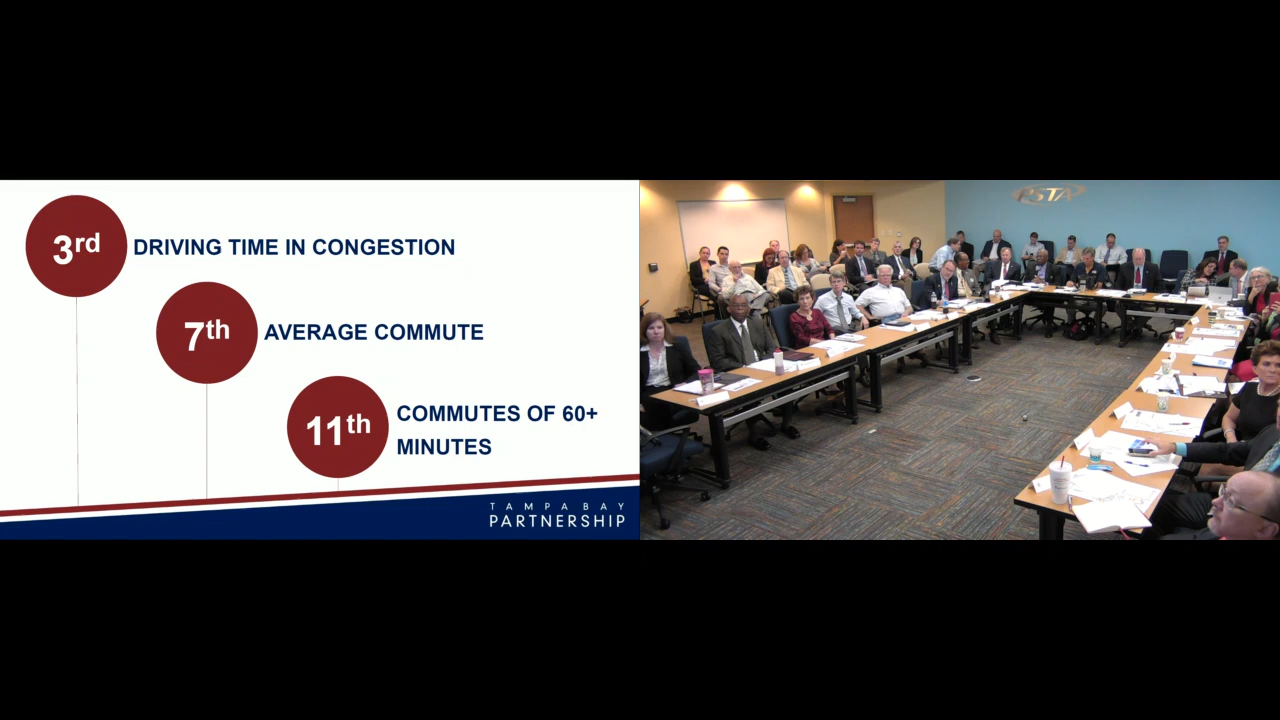 3rd
DRIVING TIME IN CONGESTION
7th
AVERAGE COMMUTE
11th
COMMUTES OF 60+
MINUTES
TAMPA BAY
PARTNERSHIP
PSTA